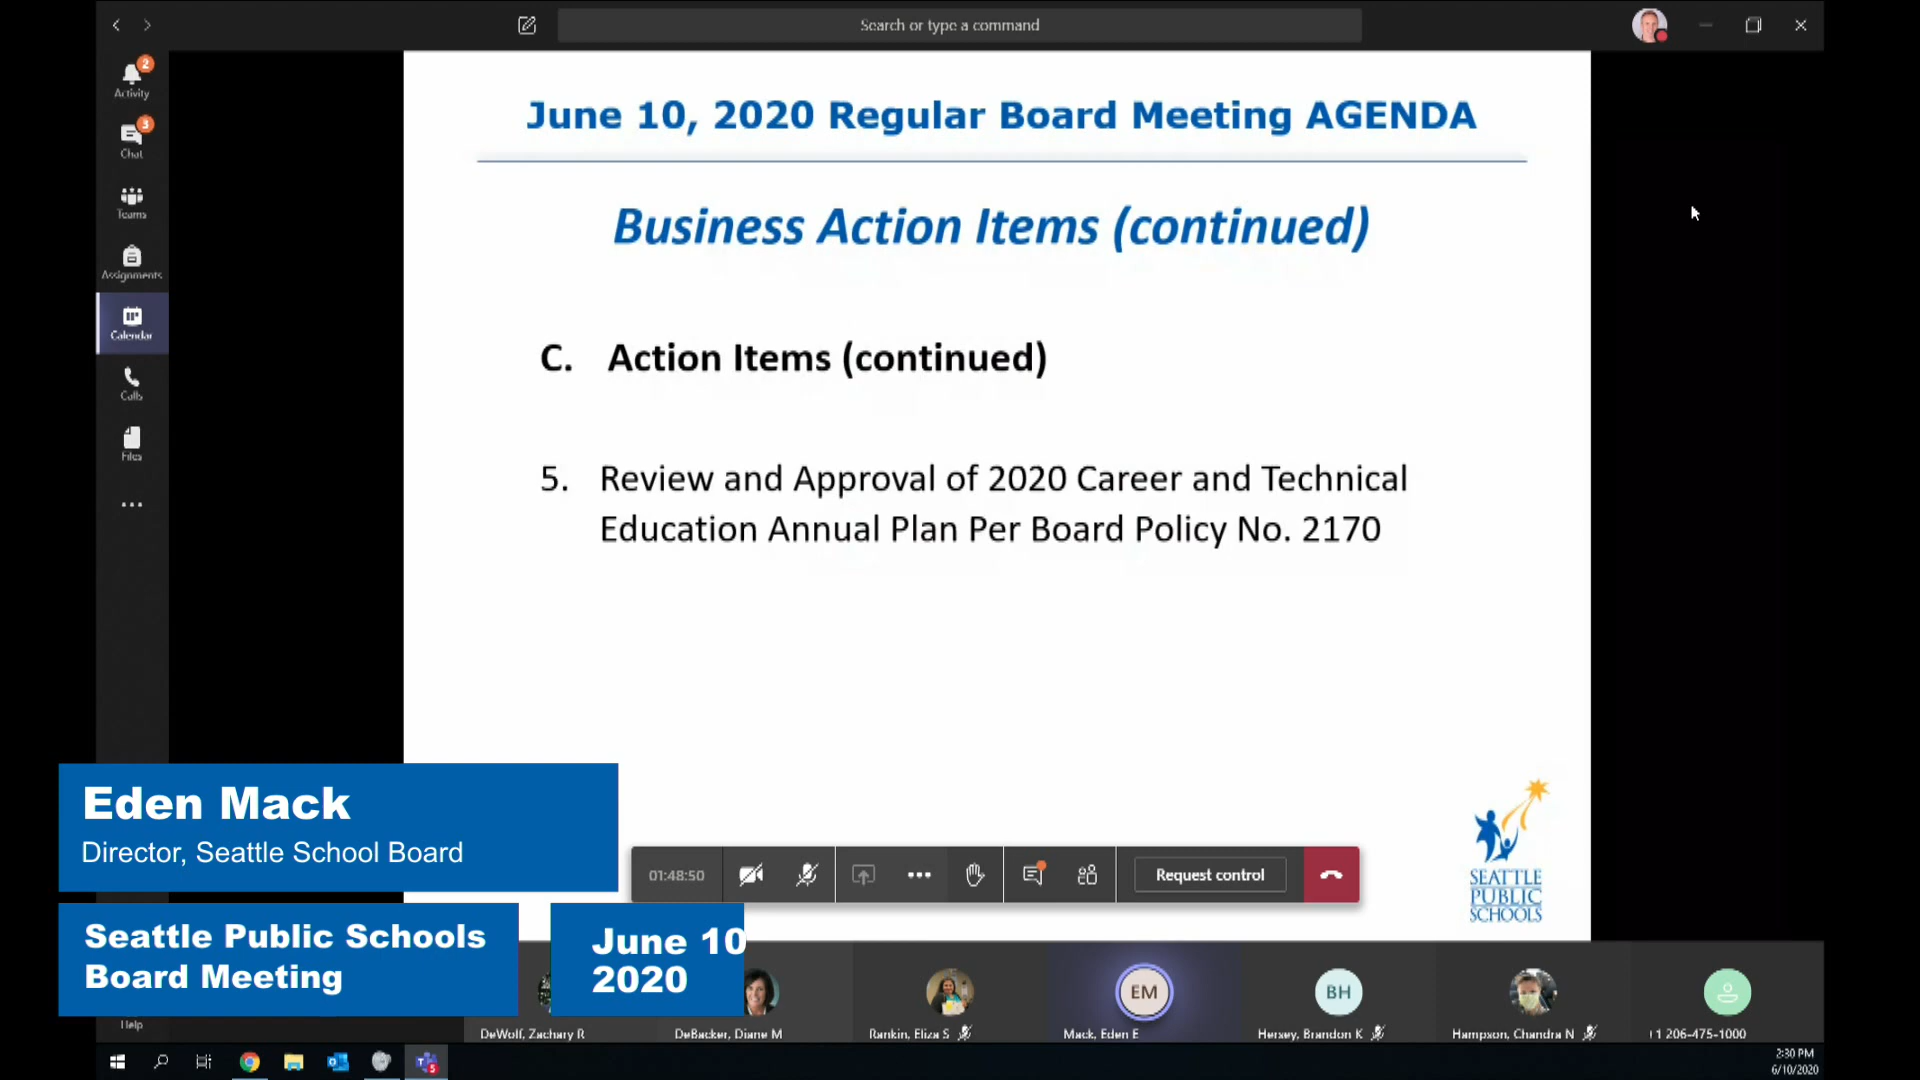 Search or type a command
2
Activity
3
Chat
Teams
Assignments
Calendar
Calls
Files
June 10, 2020 Regular Board Meeting AGENDA
Business Action Items (continued)
C. Action Items (continued)
5. Review and Approval of 2020 Career and Technical
Education Annual Plan Per Board Policy No. 2170
SEATTLE
PUBLIC
SCHOOLS
Eden Mack
Director, Seattle School Board
01:48:50
Request control
Seattle Public Schools
Board Meeting
June 10
2020
EM
BH
Help
DeWolf, Zachary R
DeBacker, Diane M
Rankin, Eliza S
Mack, Eden E
Hersey, Brandon K
Hampson, Chandra N
+1 206-475-1000
5
2:30 PM
6/10/2020